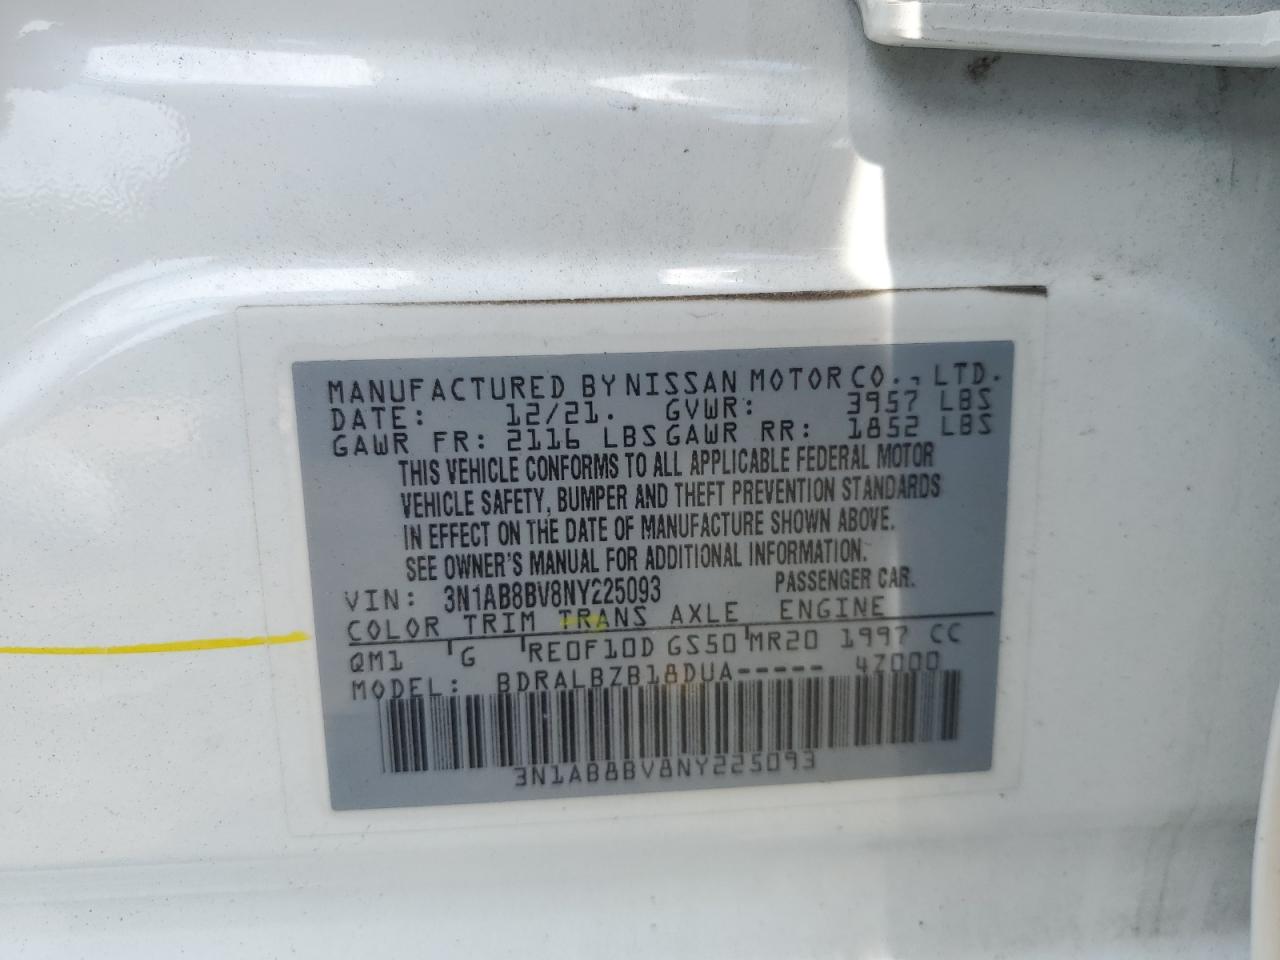 MANUFACTURED BY NISSAN MOTOR CO., LTD.
DATE: 12/21. GVWR: 3957 LBS
GAWR FR: 2116 LBS GAWR RR: 1852 LBS
THIS VEHICLE CONFORMS TO ALL APPLICABLE FEDERAL MOTOR
VEHICLE SAFETY, BUMPER AND THEFT PREVENTION STANDARDS
IN EFFECT ON THE DATE OF MANUFACTURE SHOWN ABOVE.
SEE OWNER'S MANUAL FOR ADDITIONAL INFORMATION.
VIN: 3N1AB8BV8NY225093 PASSENGER CAR.
COLOR TRIM TRANS AXLE ENGINE
QM1 G RE0F10D GS50 MR20 1997 CC
MODEL: BDRALBZB18DUA----- 4Z000
3N1AB8BV8NY225093